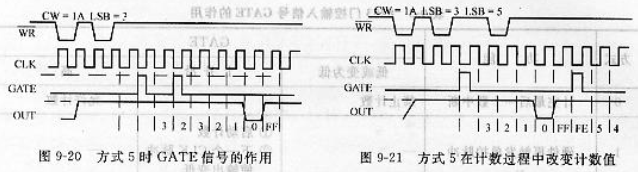 CW = 1A LSB = 3
WR
CLK
GATE
OUT
3 2 3 2 1 0 FF
图 9-20 方式 5 时 GATE 信号的作用
CW = 1A LSB = 3 LSB = 5
WR
CLK
GATE
OUT
3 2 1 0 FF FE 5 4
图 9-21 方式 5 在计数过程中改变计数值